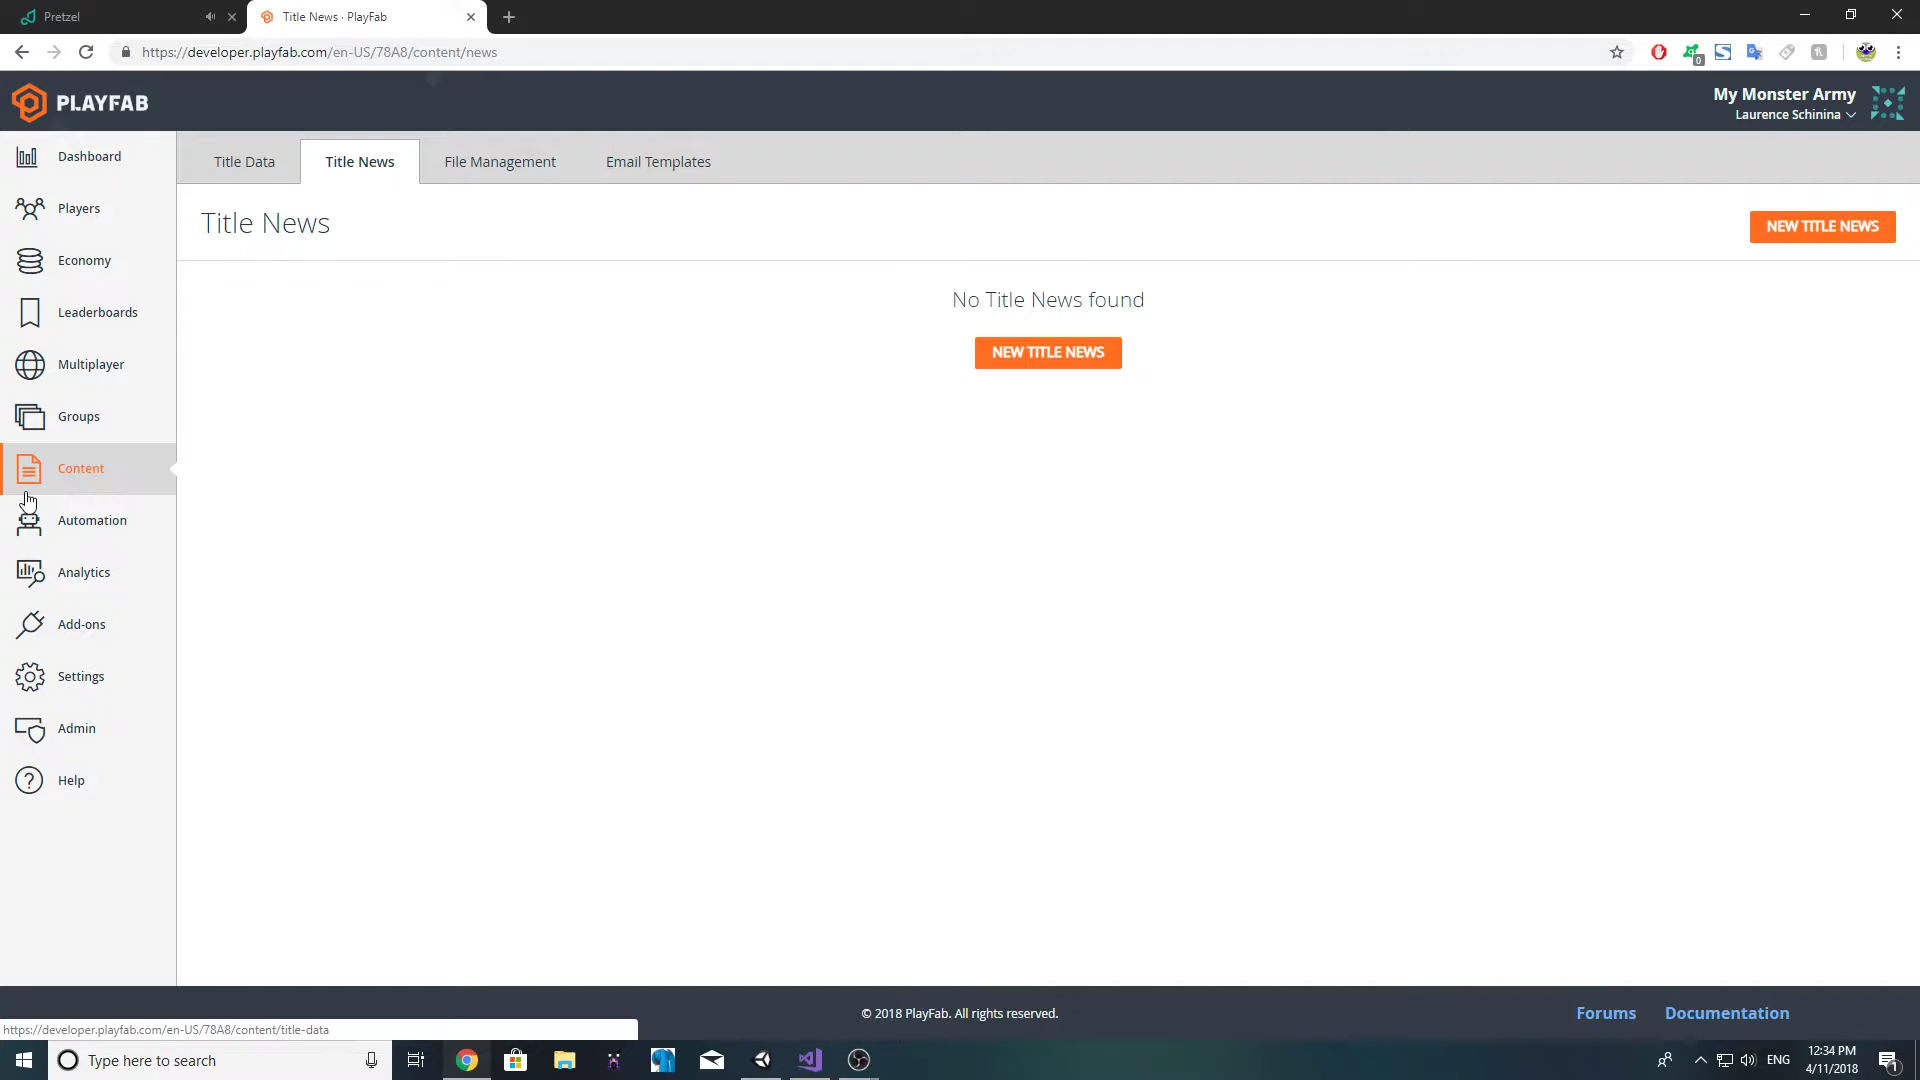 Pretzel
Title News · PlayFab
https://developer.playfab.com/en-US/78A8/content/news
0
PLAYFAB
My Monster Army
Laurence Schinina
Dashboard
Players
Economy
Leaderboards
Multiplayer
Groups
Content
Automation
Analytics
Add-ons
Settings
Admin
Help
Title Data
Title News
File Management
Email Templates
Title News
NEW TITLE NEWS
No Title News found
NEW TITLE NEWS
© 2018 PlayFab. All rights reserved.
Forums
Documentation
https://developer.playfab.com/en-US/78A8/content/title-data
Type here to search
ENG
12:34 PM
4/11/2018
1